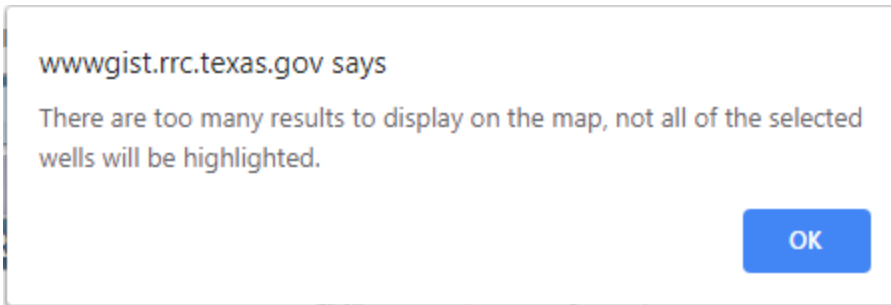 wwwgist.rrc.texas.gov says
There are too many results to display on the map, not all of the selected
wells will be highlighted.
OK